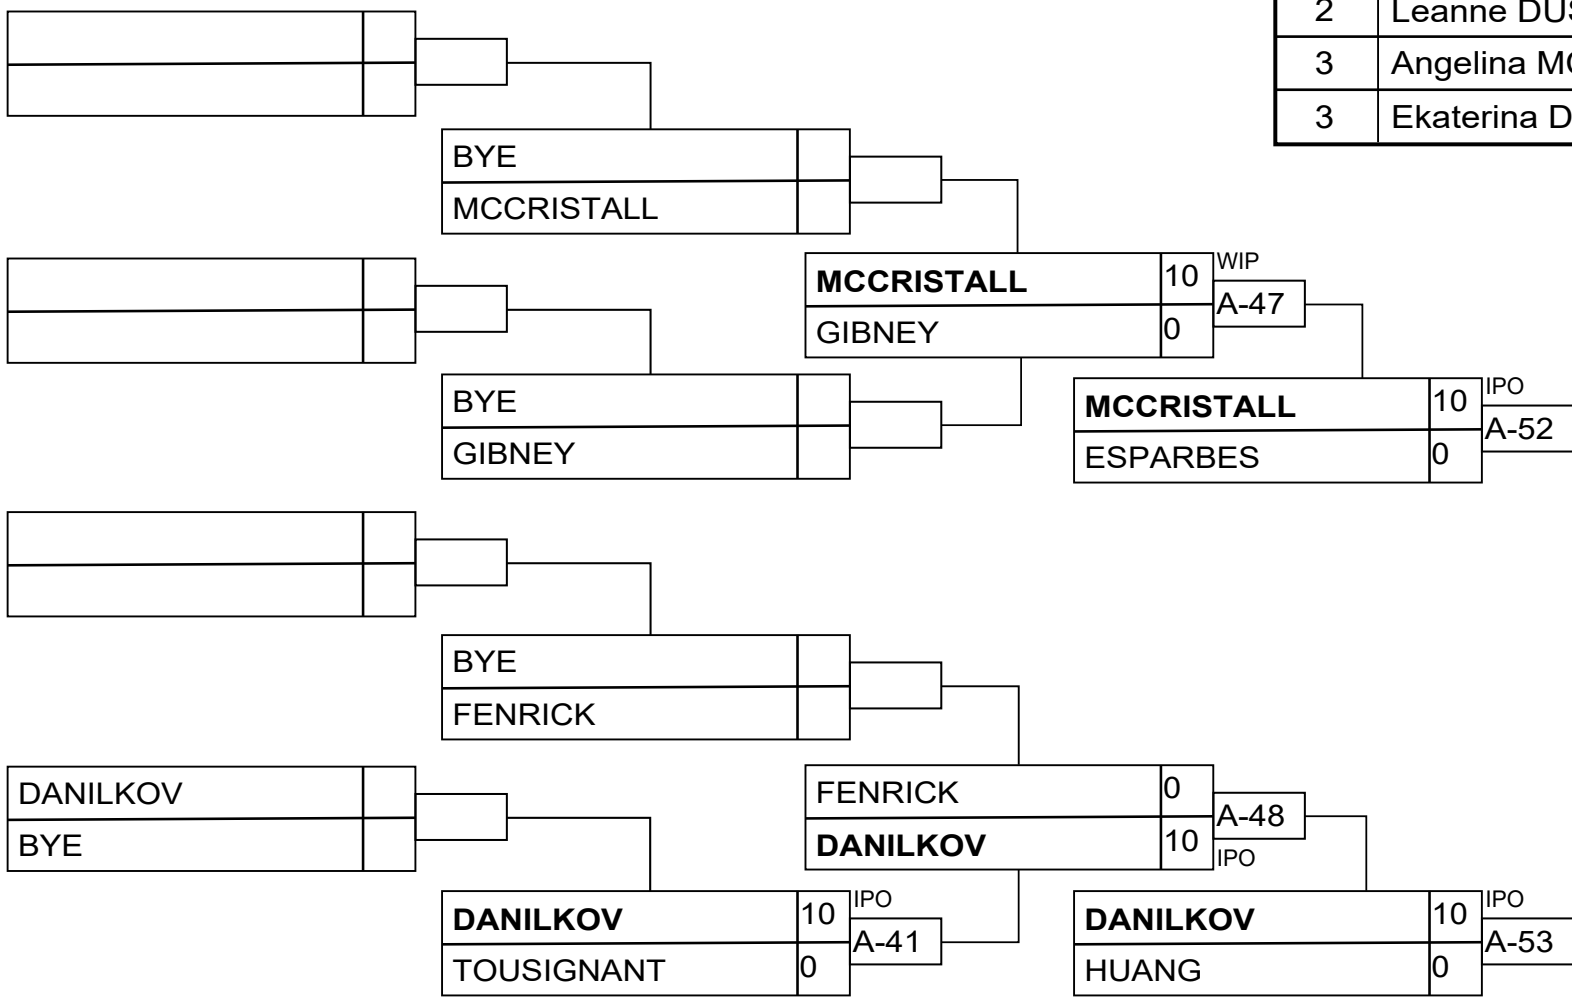 2 Leanne
3 Angelina
3 Ekaterina
BYE
MCCRISTALL
MCCRISTALL 10 WIP
A-47
GIBNEY 0
BYE
GIBNEY
MCCRISTALL 10 IPO
A-52
ESPARBES 0
BYE
FENRICK
DANILKOV
BYE
FENRICK 0
A-48
DANILKOV 10 IPO
DANILKOV 10 IPO
A-41
TOUSIGNANT 0
DANILKOV 10 IPO
A-53
HUANG 0